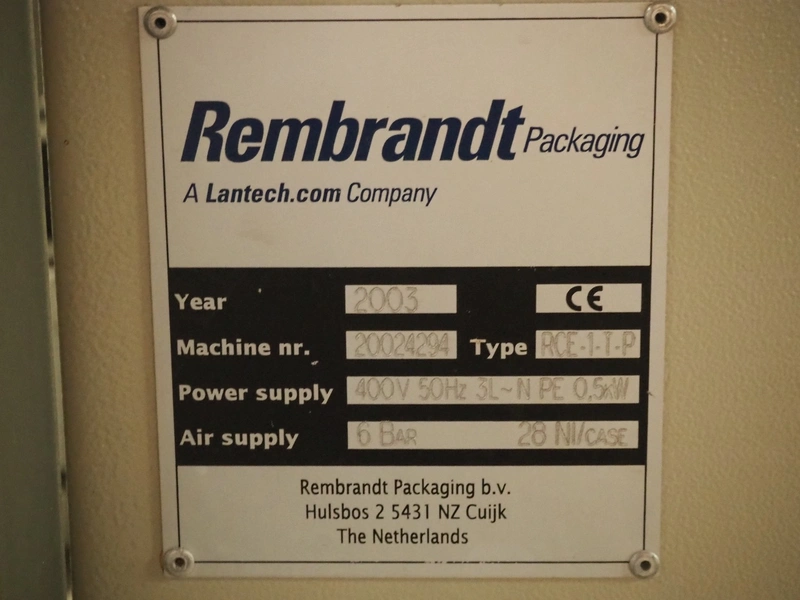 Rembrandt Packaging
A Lantech.com Company
Year 2003 CE
Machine nr. 20024294 Type RCE-1-T-P
Power supply 400V 50Hz 3L~N PE 0,5kW
Air supply 6 BAR 28 Nl/CASE
Rembrandt Packaging b.v.
Hulsbos 2 5431 NZ Cuijk
The Netherlands